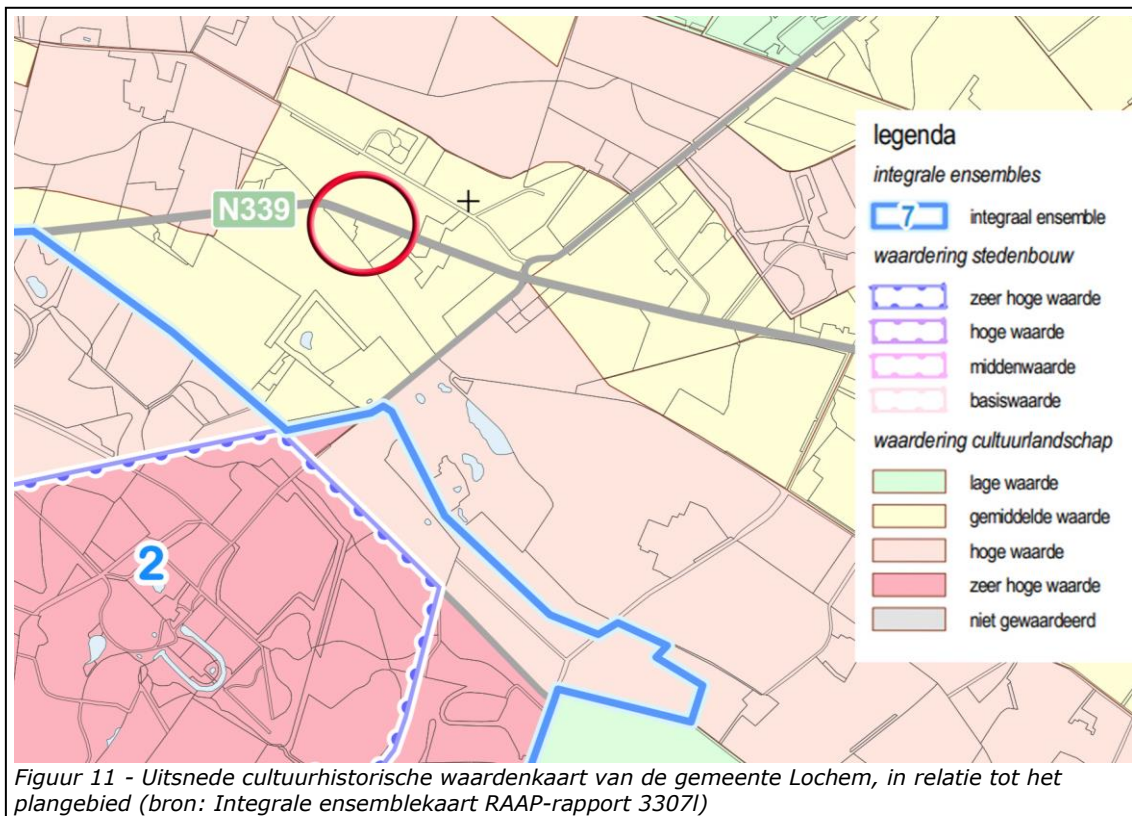 N339
2
legenda
integrale ensembles
7 integraal ensemble
waardering stedenbouw
zeer hoge waarde
hoge waarde
middenwaarde
basiswaarde
waardering cultuurlandschap
lage waarde
gemiddelde waarde
hoge waarde
zeer hoge waarde
niet gewaardeerd
Figuur 11 - Uitsnede cultuurhistorische waardenkaart van de gemeente Lochem, in relatie tot het
plangebied (bron: Integrale ensemblekaart RAAP-rapport 3307l)